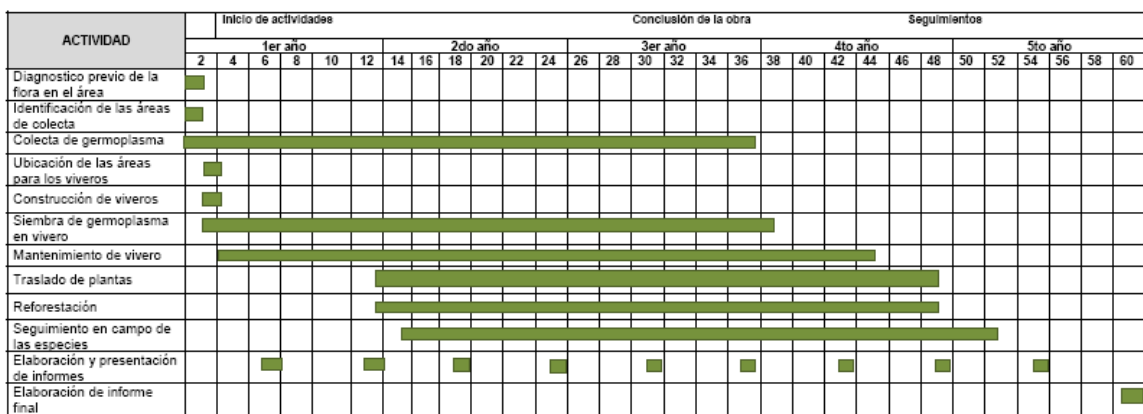 Inicio de actividades Conclusión de la obra Seguimientos
ACTIVIDAD
1er año 2do año 3er año 4to año 5to año
2 4 6 8 10 12 14 16 18 20 22 24 26 28 30 32 34 36 38 40 42 44 46 48 50 52 54 56 58 60
Diagnostico previo de la
flora en el área
Identificación de las áreas
de colecta
Colecta de germoplasma
Ubicación de las áreas
para los viveros
Construcción de viveros
Siembra de germoplasma
en vivero
Mantenimiento de vivero
Traslado de plantas
Reforestación
Seguimiento en campo de
las especies
Elaboración y presentación
de informes
Elaboración de informe
final